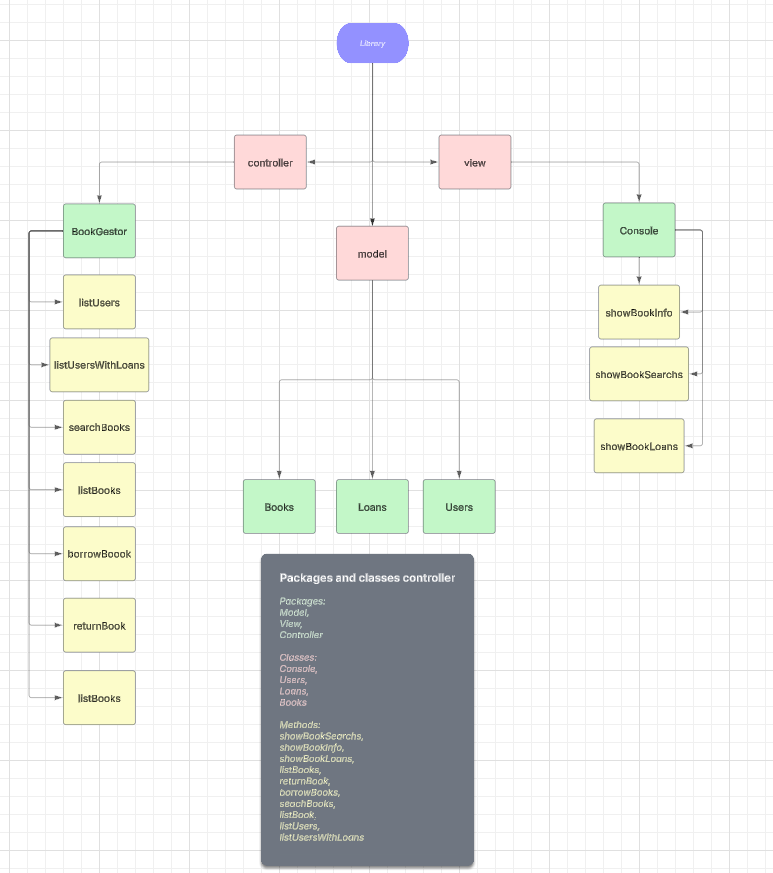 Library
controller
view
BookGestor
Console
model
listUsers
showBookInfo
listUsersWithLoans
showBookSearchs
searchBooks
showBookLoans
listBooks
Books
Loans
Users
borrowBoook
returnBook
listBooks
Packages and classes controller
Packages:
Model,
View,
Controller
Classes:
Console,
Users,
Loans,
Books
Methods:
showBookSearchs,
showBookInfo,
showBookLoans,
listBooks,
returnBook,
borrowBooks,
seachBooks,
listBook,
listUsers,
listUsersWithLoans